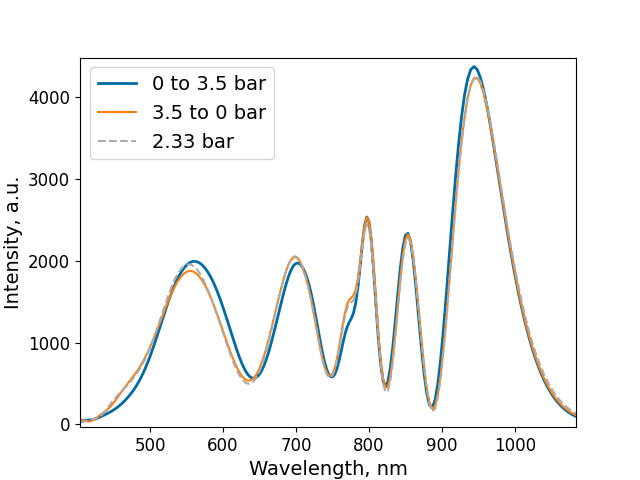 0 to 3.5 bar
3.5 to 0 bar
2.33 bar
Intensity, a.u.
4000
3000
2000
1000
0
500 600 700 800 900 1000
Wavelength, nm